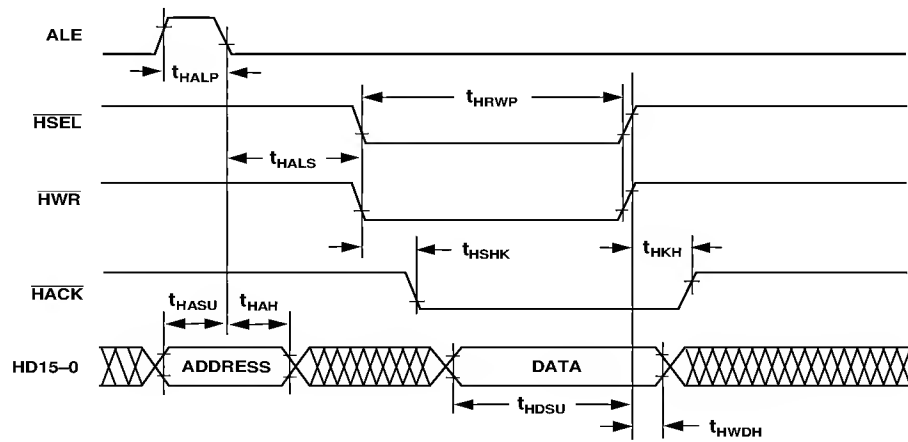 ALE
tHALP
HSEL
tHRWP
tHALS
HWR
tHSHK
tHKH
HACK
tHASU tHAH
HD15–0 ADDRESS DATA
tHDSU
tHWDH